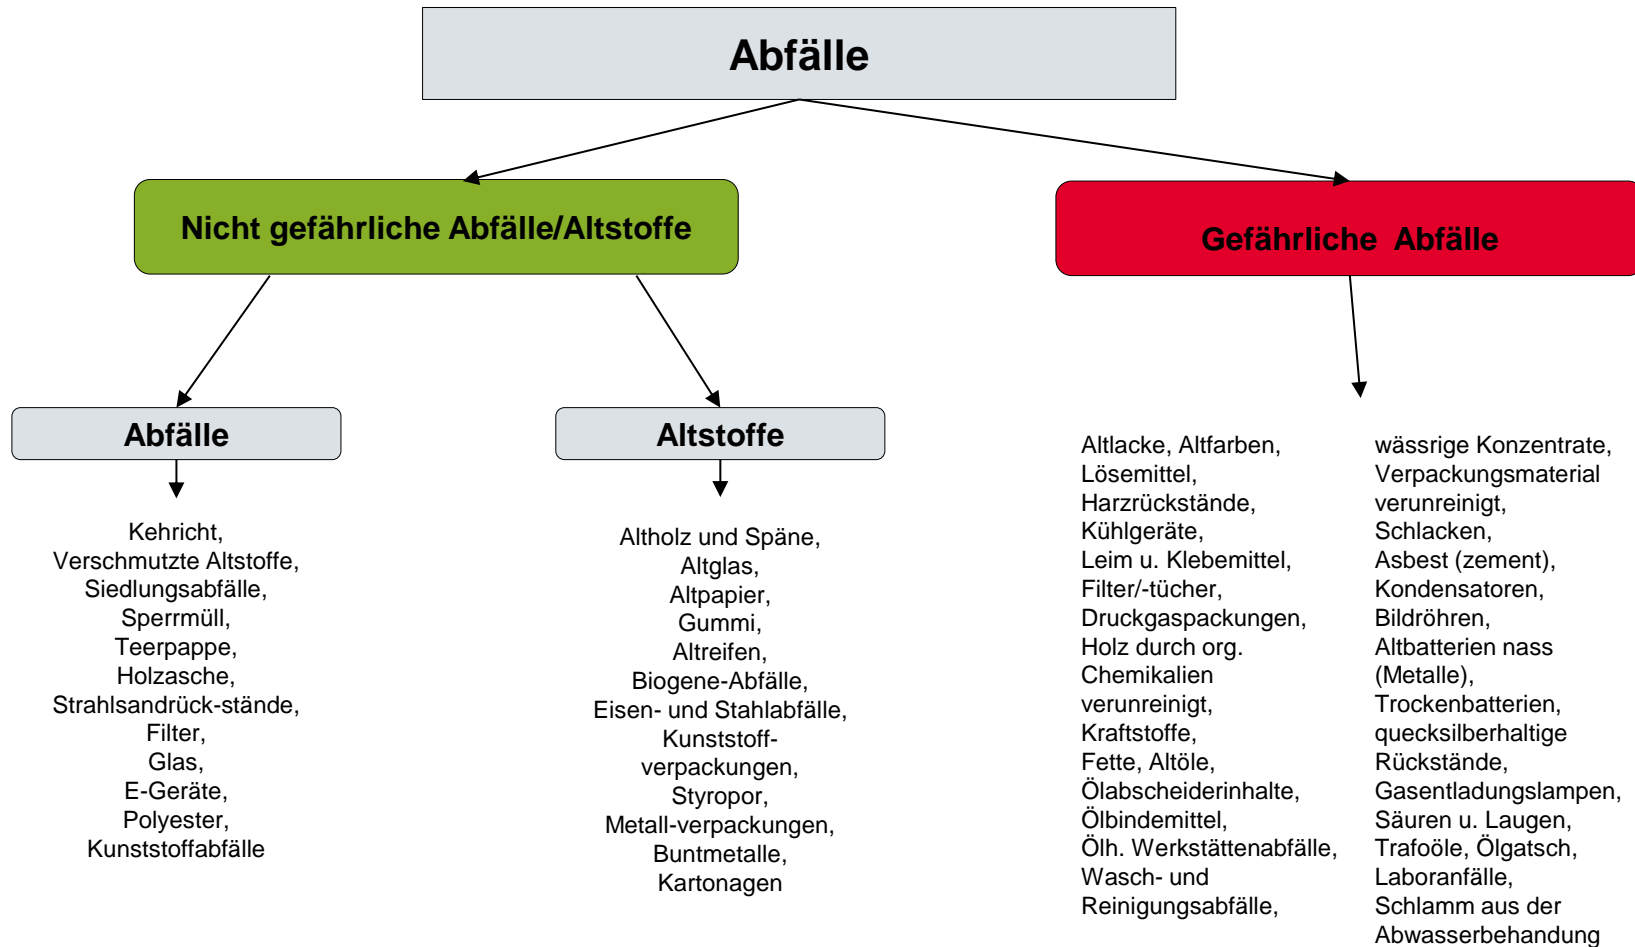 Abfälle
Nicht gefährliche Abfälle/Altstoffe
Gefährliche  Abfälle
Abfälle
Kehricht,
Verschmutzte Altstoffe,
Siedlungsabfälle,
Sperrmüll,
Teerpappe,
Holzasche,
Strahlsandrück-stände,
Filter,
Glas,
E-Geräte,
Polyester,
Kunststoffabfälle
Altstoffe
Altholz und Späne,
Altglas,
Altpapier,
Gummi,
Altreifen,
Biogene-Abfälle,
Eisen- und Stahlabfälle,
Kunststoff-
verpackungen,
Styropor,
Metall-verpackungen,
Buntmetalle,
Kartonagen
Altlacke, Altfarben,
Lösemittel,
Harzrückstände,
Kühlgeräte,
Leim u. Klebemittel,
Filter/-tücher,
Druckgaspackungen,
Holz durch org.
Chemikalien
verunreinigt,
Kraftstoffe,
Fette, Altöle,
Ölabscheiderinhalte,
Ölbindemittel,
Ölh. Werkstättenabfälle,
Wasch- und
Reinigungsabfälle,
wässrige Konzentrate,
Verpackungsmaterial
verunreinigt,
Schlacken,
Asbest (zement),
Kondensatoren,
Bildröhren,
Altbatterien nass
(Metalle),
Trockenbatterien,
quecksilberhaltige
Rückstände,
Gasentladungslampen,
Säuren u. Laugen,
Trafoöle, Ölgatsch,
Laboranfälle,
Schlamm aus der
Abwasserbehandung